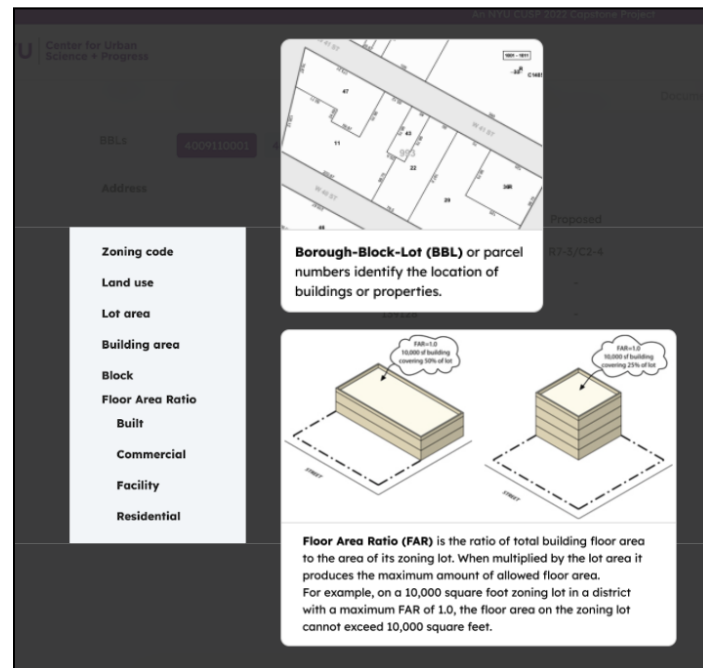 An NYU CUSP 2022 Capstone Project
Center for Urban
Science + Progress
BBLs
4009110001
Address
Proposed
R7-3/C2-4
Zoning code
Land use
Lot area
Building area
Block
Floor Area Ratio
Built
Commercial
Facility
Residential
W 41 ST
W 41 ST
W 40 ST
47
11
43
22
39
38R
Borough-Block-Lot (BBL) or parcel
numbers identify the location of
buildings or properties.
FAR=1.0
10,000 sf building
covering 50% of lot
STREET
FAR=1.0
10,000 sf building
covering 25% of lot
STREET
Floor Area Ratio (FAR) is the ratio of total building floor area
to the area of its zoning lot. When multiplied by the lot area it
produces the maximum amount of allowed floor area.
For example, on a 10,000 square foot zoning lot in a district
with a maximum FAR of 1.0, the floor area on the zoning lot
cannot exceed 10,000 square feet.